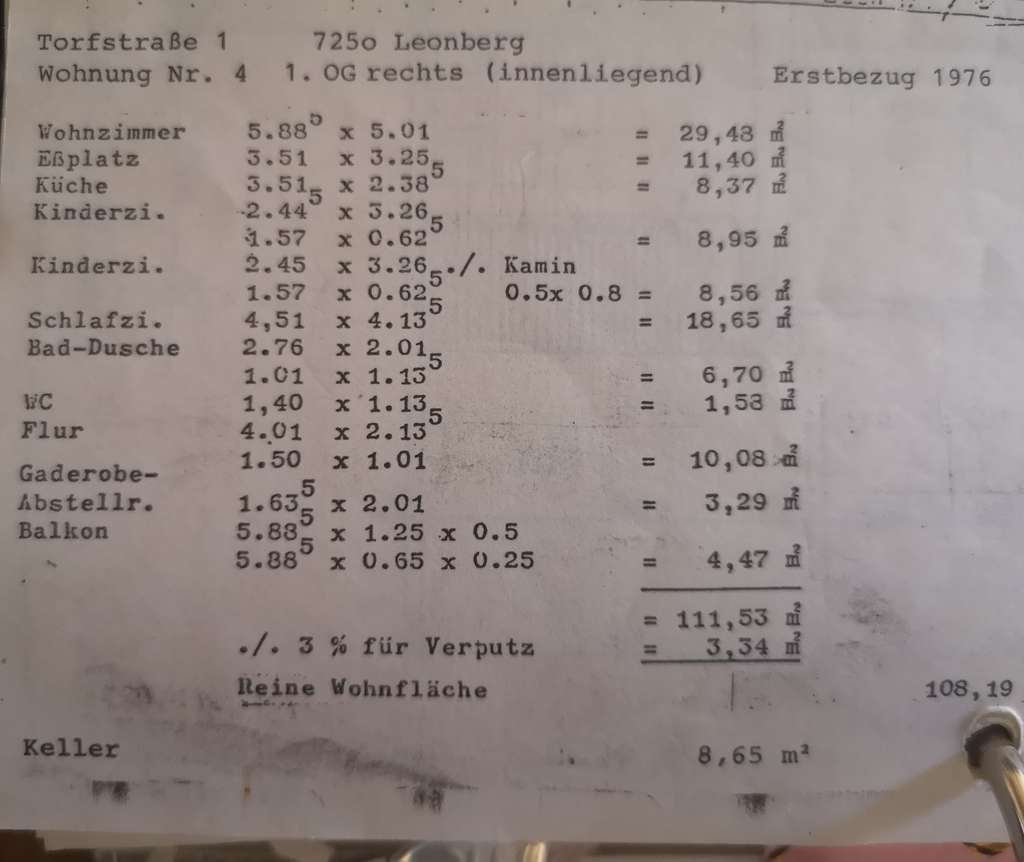 Torfstraße 1 725o Leonberg
Wohnung Nr. 4 1. OG rechts (innenliegend) Erstbezug 1976
Wohnzimmer 5.88⁵ x 5.01 = 29,48 m²
Eßplatz 3.51 x 3.25 = 11,40 m²
Küche 3.51 x 2.38⁵ = 8,37 m²
Kinderzi. 2.44⁵ x 3.26
1.57 x 0.62⁵ = 8,95 m²
Kinderzi. 2.45 x 3.26 ./. Kamin
1.57 x 0.62⁵ 0.5x 0.8 = 8,56 m²
Schlafzi. 4,51 x 4.13⁵ = 18,65 m²
Bad-Dusche 2.76 x 2.01
1.01 x 1.13⁵ = 6,70 m²
WC 1,40 x 1.13 = 1,58 m²
Flur 4.01 x 2.13⁵
1.50 x 1.01 = 10,08 m²
Gaderobe-
Abstellr. 1.63⁵ x 2.01 = 3,29 m²
Balkon 5.88⁵ x 1.25 x 0.5
5.88⁵ x 0.65 x 0.25 = 4,47 m²
= 111,53 m²
./. 3 % für Verputz = 3,34 m²
Reine Wohnfläche 108,19
Keller 8,65 m²